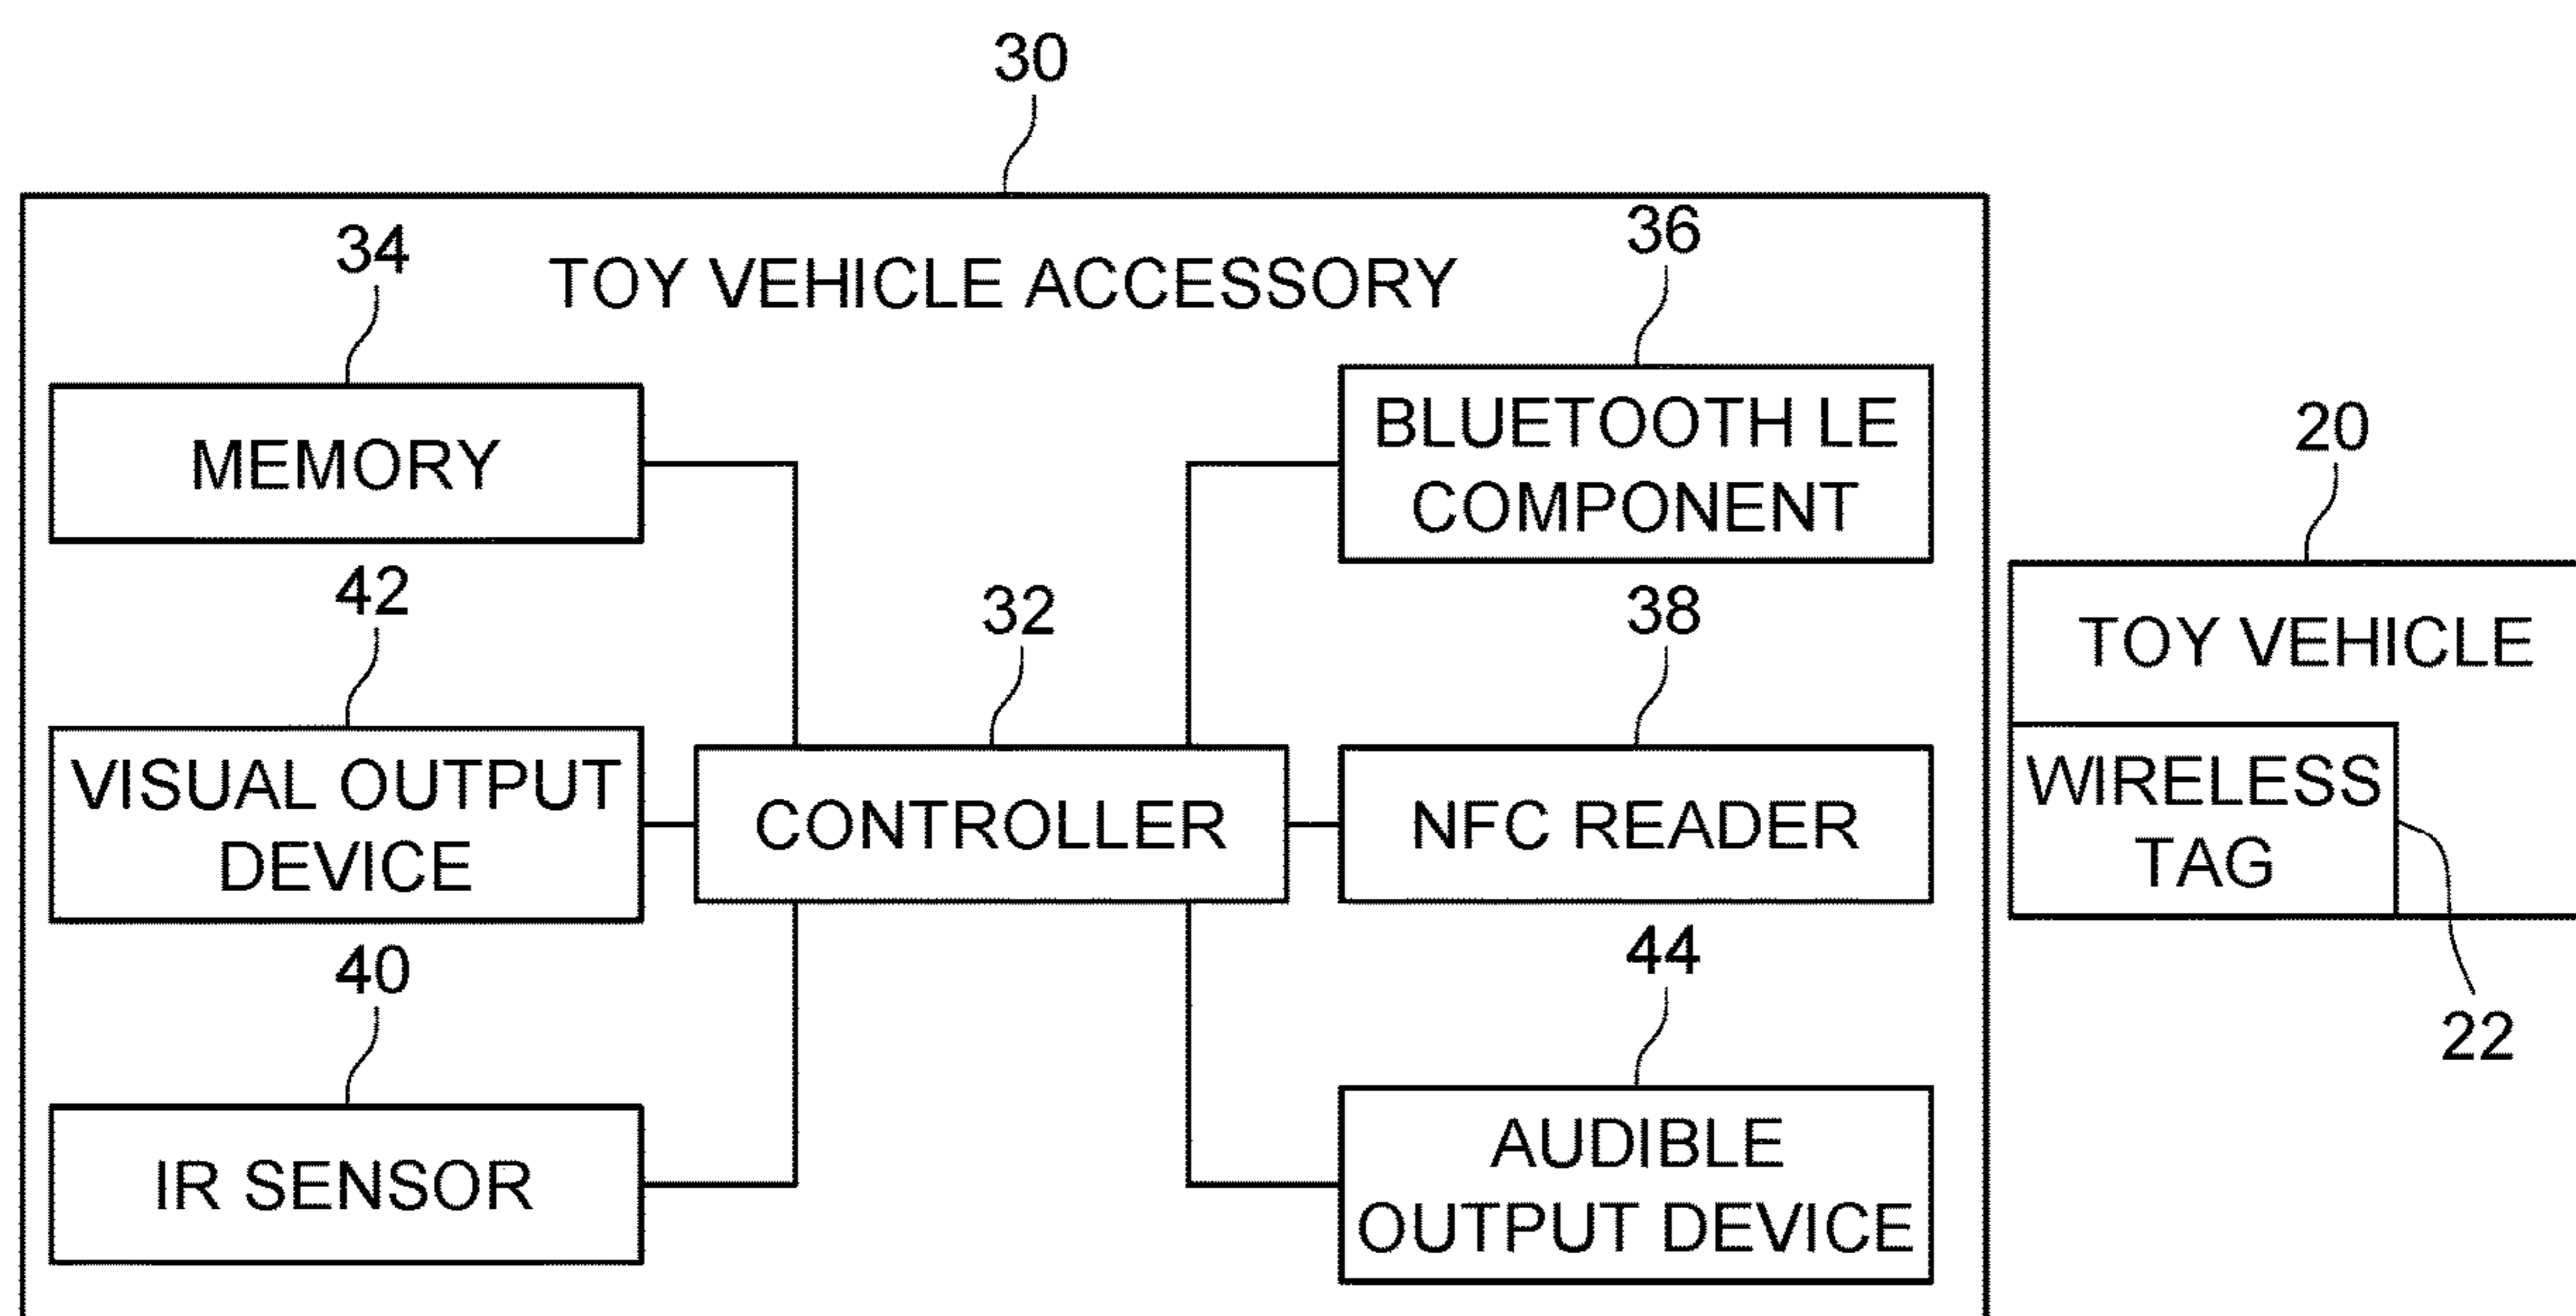 30
34
TOY VEHICLE ACCESSORY
36
MEMORY
BLUETOOTH LE
COMPONENT
20
42
32
38
TOY VEHICLE
VISUAL OUTPUT
DEVICE
CONTROLLER
NFC READER
WIRELESS
TAG
40
44
22
IR SENSOR
AUDIBLE
OUTPUT DEVICE